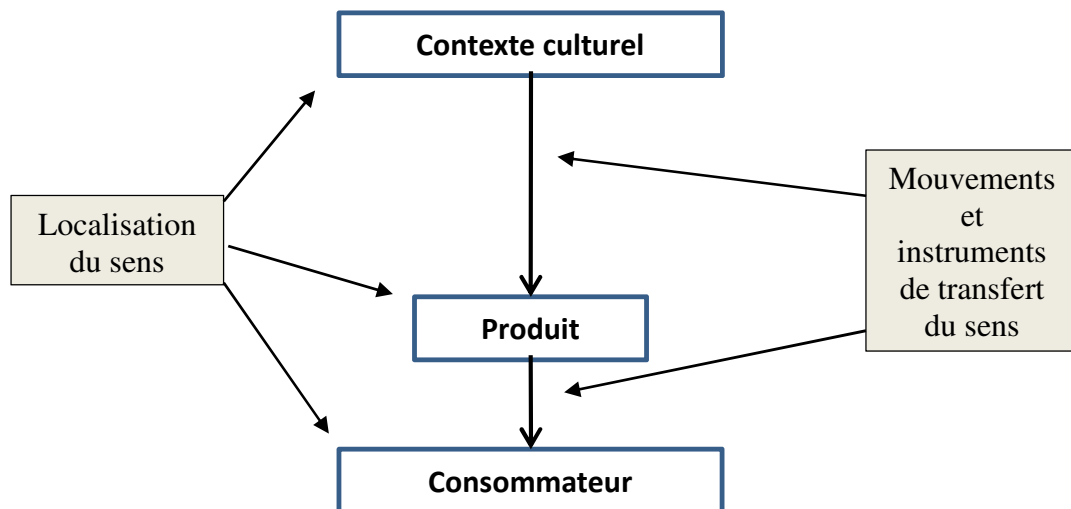 Contexte culturel
Localisation
du sens
Mouvements
et
instruments
de transfert
du sens
Produit
Consommateur